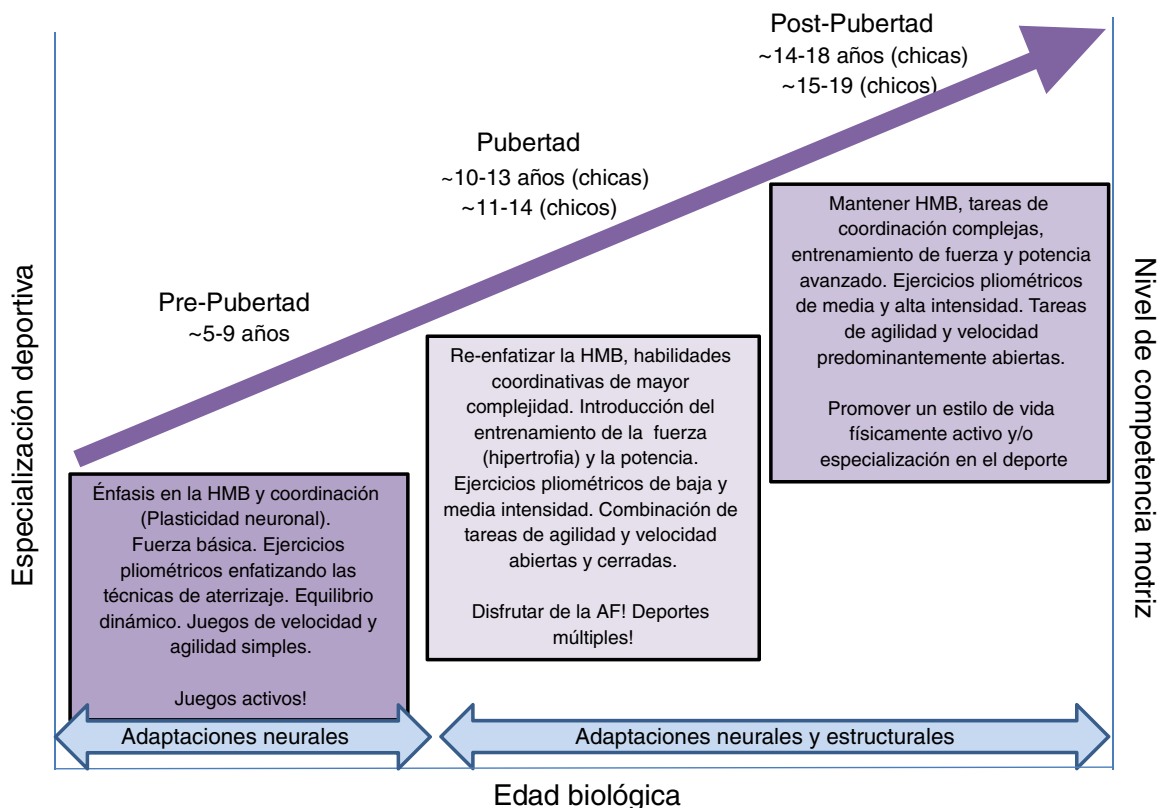 Post-Pubertad
~14-18 años (chicas)
~15-19 (chicos)
Pubertad
~10-13 años (chicas)
~11-14 (chicos)
Pre-Pubertad
~5-9 años
Especialización deportiva
Nivel de competencia motriz
Énfasis en la HMB y coordinación
(Plasticidad neuronal).
Fuerza básica. Ejercicios
pliométricos enfatizando las
técnicas de aterrizaje. Equilibrio
dinámico. Juegos de velocidad y
agilidad simples.
Juegos activos!
Re-enfatizar la HMB, habilidades
coordinativas de mayor
complejidad. Introducción del
entrenamiento de la fuerza
(hipertrofia) y la potencia.
Ejercicios pliométricos de baja y
media intensidad. Combinación de
tareas de agilidad y velocidad
abiertas y cerradas.
Disfrutar de la AF! Deportes
múltiples!
Mantener HMB, tareas de
coordinación complejas,
entrenamiento de fuerza y potencia
avanzado. Ejercicios pliométricos
de media y alta intensidad. Tareas
de agilidad y velocidad
predominantemente abiertas.
Promover un estilo de vida
físicamente activo y/o
especialización en el deporte
Adaptaciones neurales
Adaptaciones neurales y estructurales
Edad biológica